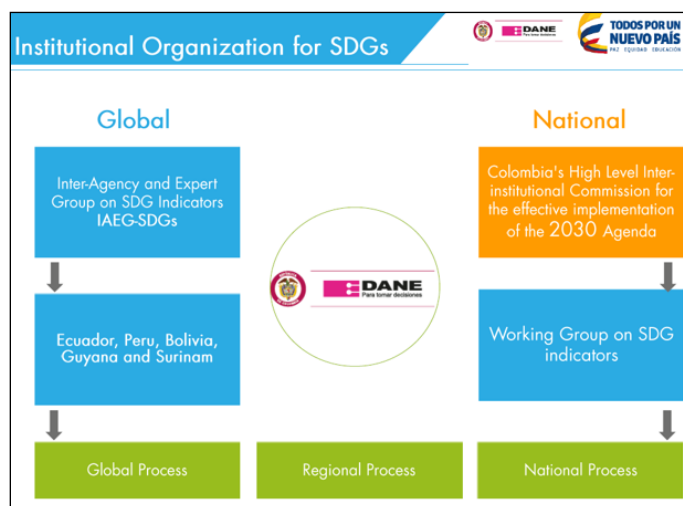 Institutional Organization for SDGs
DANE
Para tomar decisiones
TODOS POR UN
NUEVO PAÍS
PAZ EQUIDAD EDUCACIÓN
Global
National
Inter-Agency and Expert
Group on SDG Indicators
IAEG-SDGs
Colombia's High Level Inter-
institutional Commission for
the effective implementation
of the 2030 Agenda
DANE
Para tomar decisiones
Ecuador, Peru, Bolivia,
Guyana and Surinam
Working Group on SDG
indicators
Global Process
Regional Process
National Process